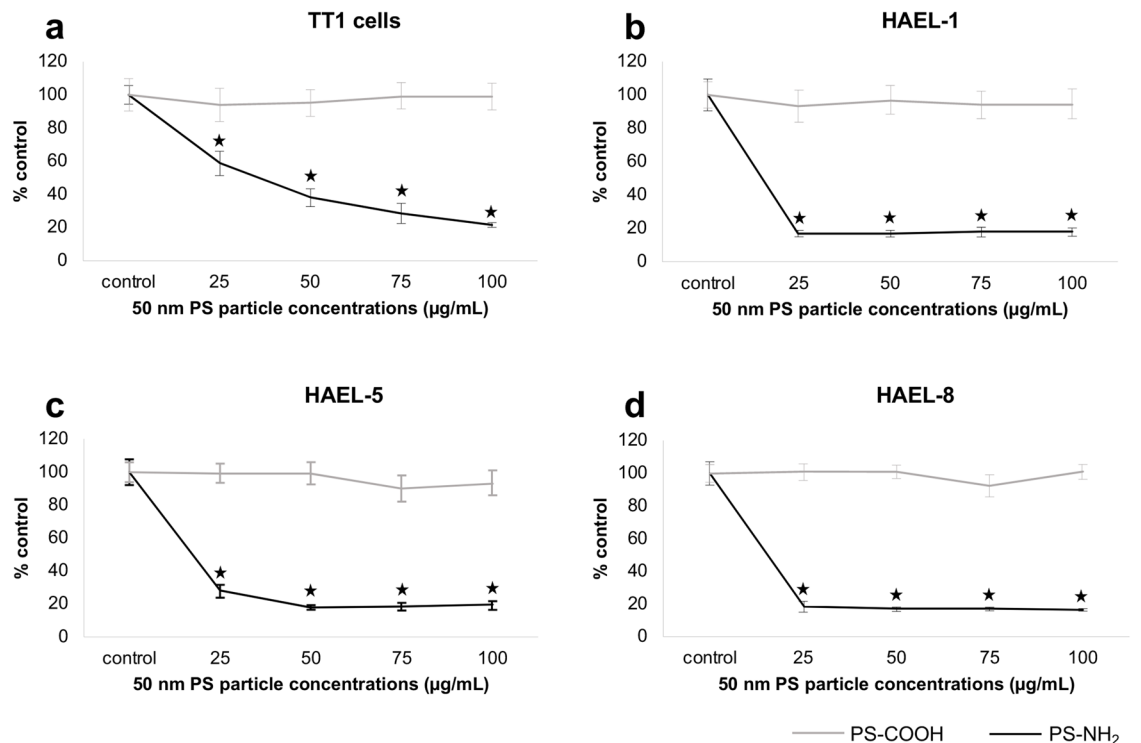 a
TT1 cells
120
100
80
60
40
20
0
% control
control 25 50 75 100
50 nm PS particle concentrations (µg/mL)
b
HAEL-1
120
100
80
60
40
20
0
% control
control 25 50 75 100
50 nm PS particle concentrations (µg/mL)
c
HAEL-5
120
100
80
60
40
20
0
% control
control 25 50 75 100
50 nm PS particle concentrations (µg/mL)
d
HAEL-8
120
100
80
60
40
20
0
% control
control 25 50 75 100
50 nm PS particle concentrations (µg/mL)
PS-COOH PS-NH₂